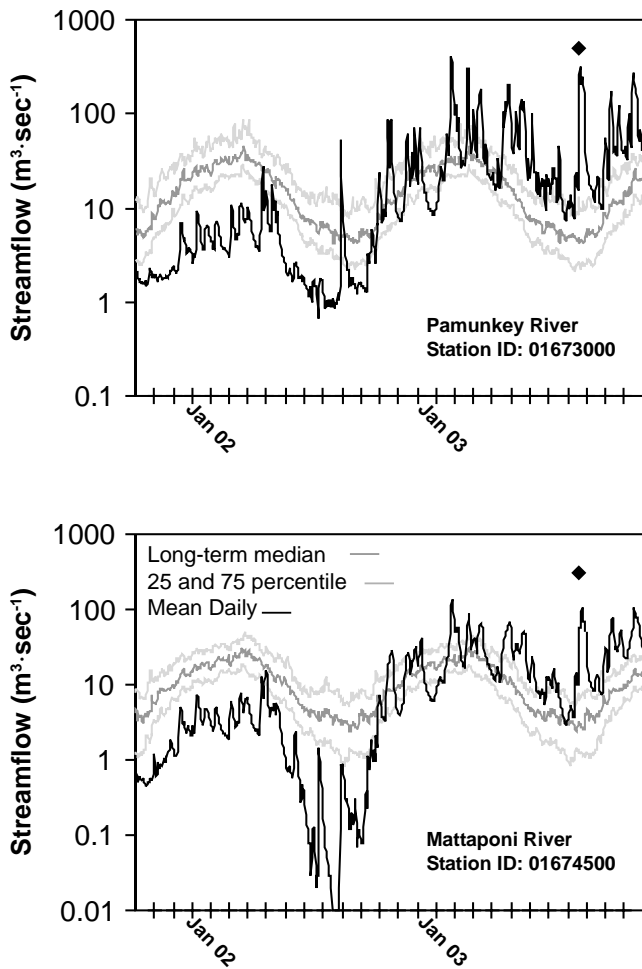 1000
100
10
1
0.1
Streamflow (m³·sec⁻¹)
Pamunkey River
Station ID: 01673000
Jan 02
Jan 03
1000
100
10
1
0.1
0.01
Streamflow (m³·sec⁻¹)
Long-term median
25 and 75 percentile
Mean Daily
Mattaponi River
Station ID: 01674500
Jan 02
Jan 03